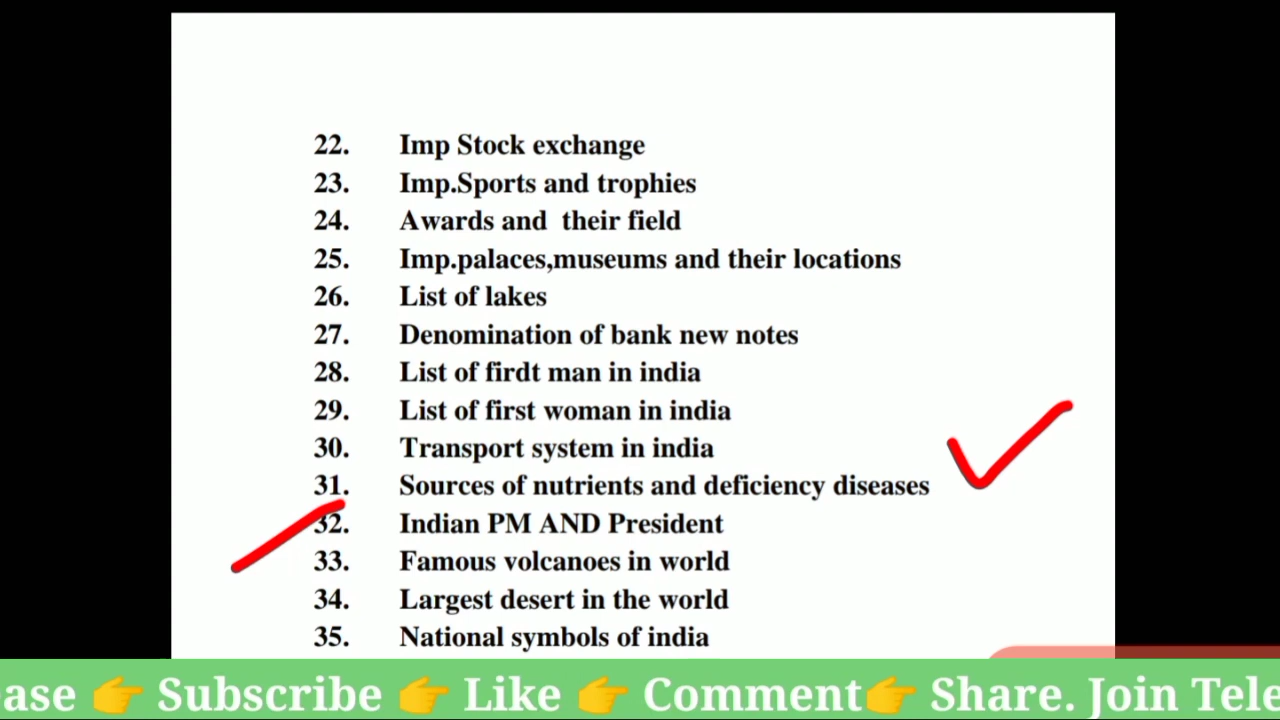 22. Imp Stock exchange
23. Imp.Sports and trophies
24. Awards and their field
25. Imp.palaces,museums and their locations
26. List of lakes
27. Denomination of bank new notes
28. List of firdt man in india
29. List of first woman in india
30. Transport system in india
31. Sources of nutrients and deficiency diseases
32. Indian PM AND President
33. Famous volcanoes in world
34. Largest desert in the world
35. National symbols of india
ase 👉 Subscribe 👉 Like 👉 Comment👉 Share. Join Tele